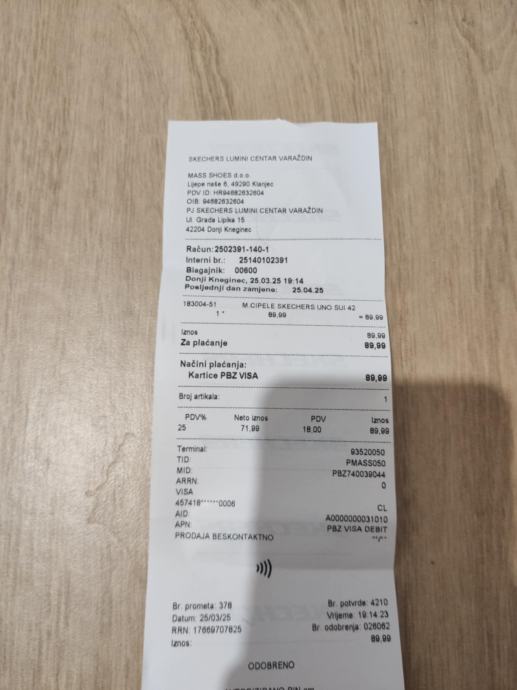 SKECHERS LUMINI CENTAR VARAŽDIN
MASS SHOES d.o.o.
Lijepe naše 6, 49290 Klanjec
PDV ID: HR94682632604
OIB: 94682632604
PJ SKECHERS LUMINI CENTAR VARAŽDIN
Ul. Grada Lipika 15
42204 Donji Kneginec
Račun: 2502391-140-1
Interni br.: 25140102391
Blagajnik: 00600
Donji Kneginec, 25.03.25 19:14
Posljednji dan zamjene: 25.04.25
183004-51 M.CIPELE SKECHERS UNO SUI 42
1 * 89,99 = 89,99
Iznos 89,99
Za plaćanje 89,99
Načini plaćanja:
Kartice PBZ VISA 89,99
Broj artikala: 1
PDV% Neto iznos PDV Iznos
25 71,99 18,00 89,99
Terminal: 93520050
TID: PMASS050
MID: PBZ740039044
ARRN: 0
VISA
457418******0006 CL
AID: A0000000031010
APN: PBZ VISA DEBIT
PRODAJA BESKONTAKTNO **/**
Br. prometa: 378 Br. potvrde: 4210
Datum: 25/03/25 Vrijeme: 19:14:23
RRN: 17669707825 Br. odobrenja: 026062
Iznos: 89,99
ODOBRENO